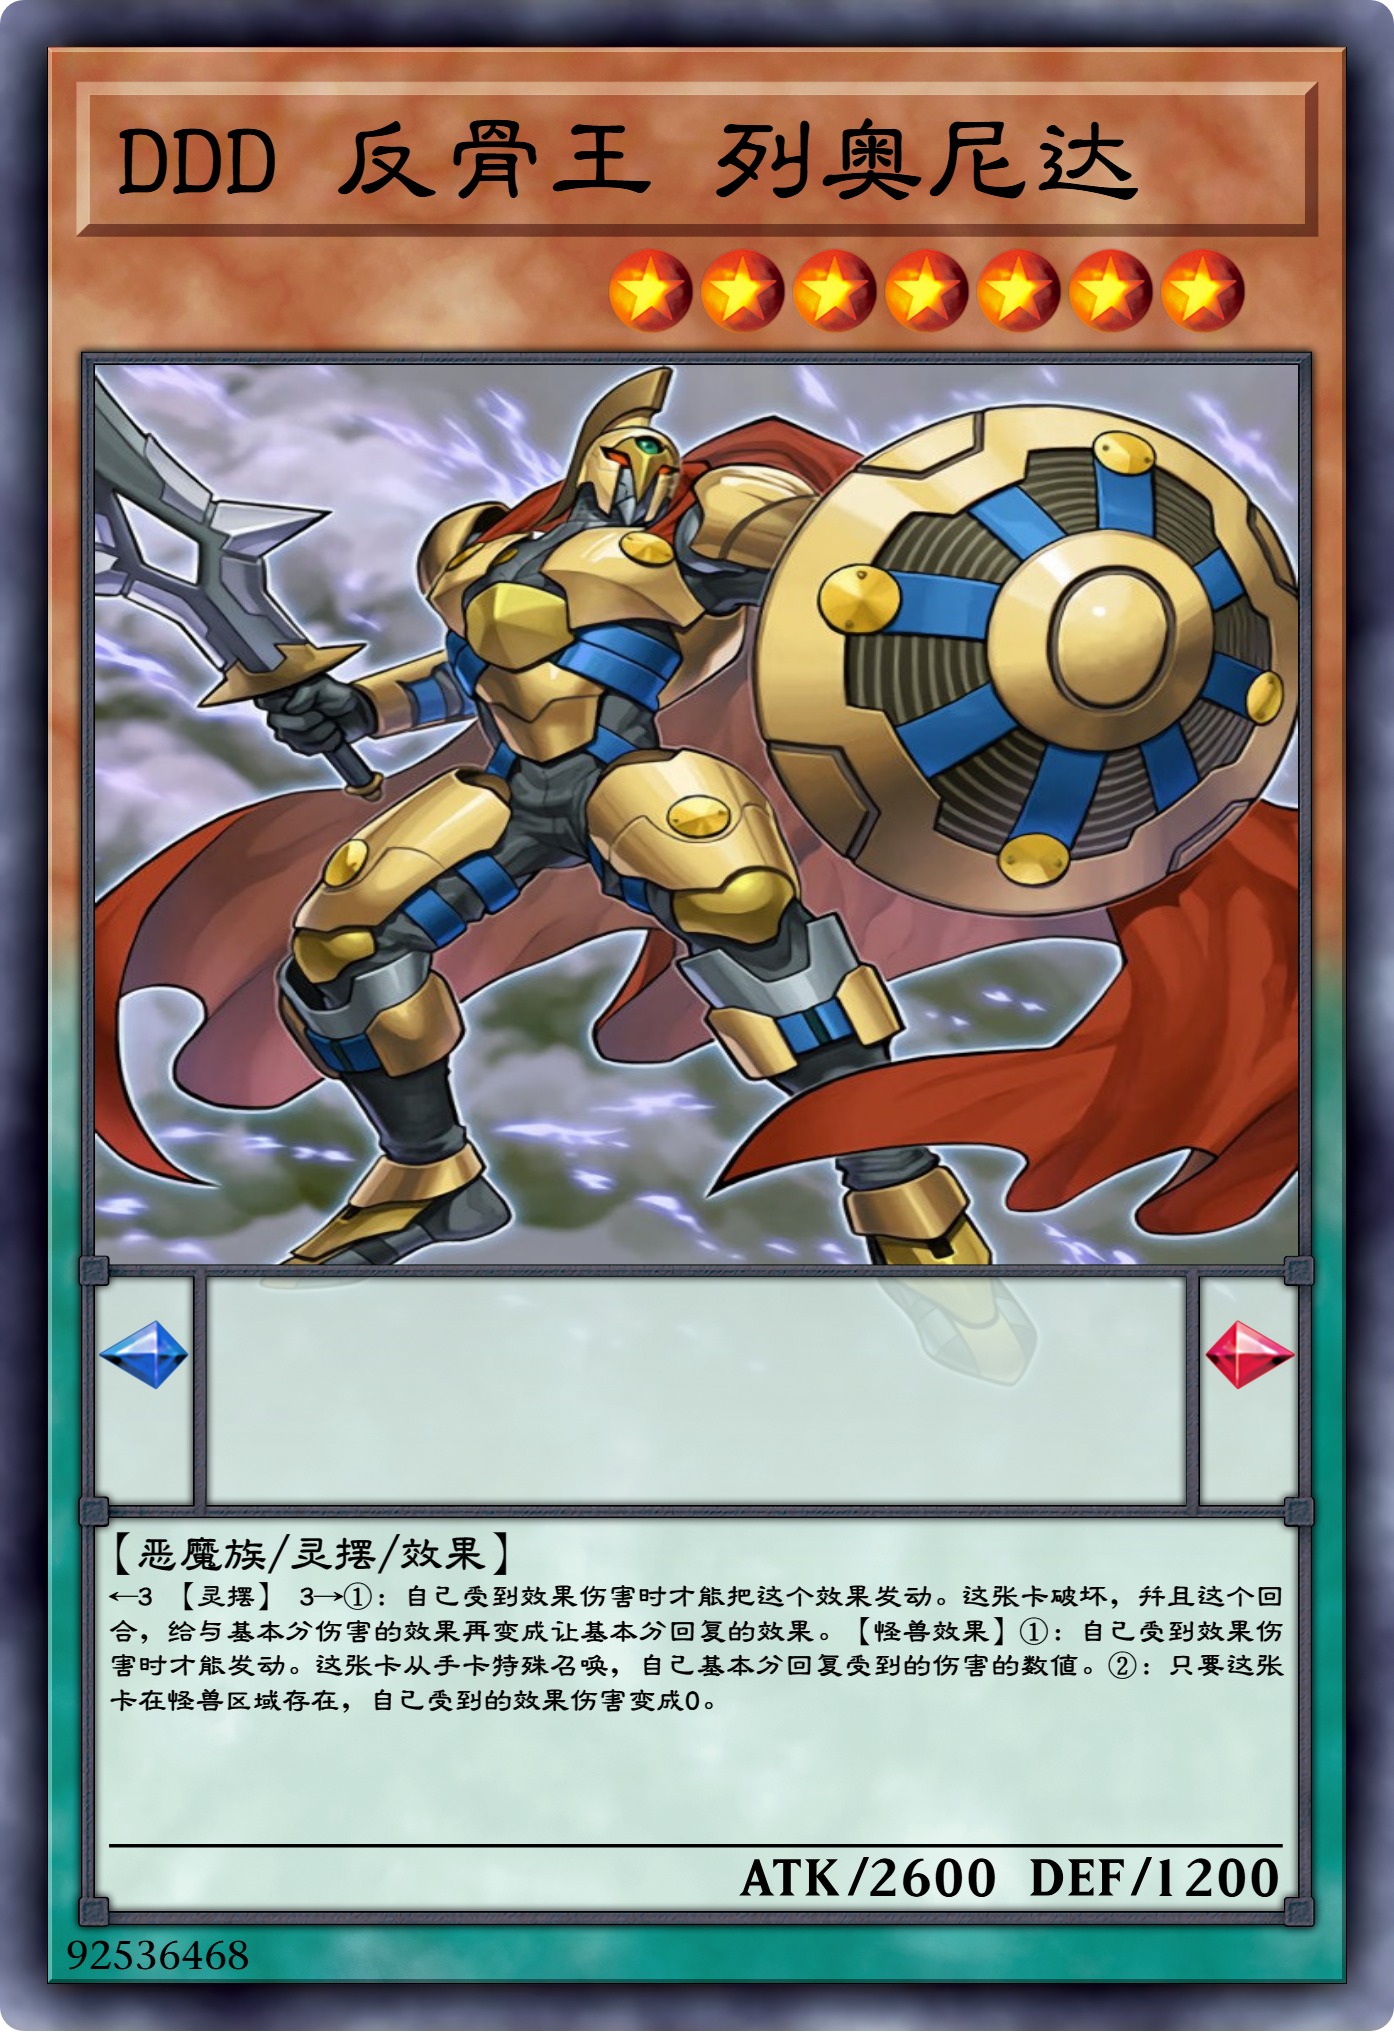 DDD 反骨王 列奥尼达
【恶魔族/灵摆/效果】
←3 【灵摆】 3→①：自己受到效果伤害时才能把这个效果发动。这张卡破坏，并且这个回
合，给与基本分伤害的效果再变成让基本分回复的效果。【怪兽效果】①：自己受到效果伤
害时才能发动。这张卡从手卡特殊召唤，自己基本分回复受到的伤害的数值。②：只要这张
卡在怪兽区域存在，自己受到的效果伤害变成0。
ATK/2600 DEF/1200
92536468